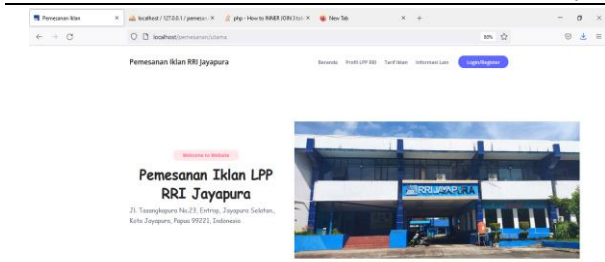 Pemesanan Iklan
localhost / 127.0.0.1 / pemesan
php - How to INNER JOIN 3 tab
New Tab
localhost/pemesanan/utama
80%
Pemesanan Iklan RRI Jayapura
Beranda Profil LPP RRI Tarif Iklan Informasi Lain Login/Register
Welcome to Website
Pemesanan Iklan LPP
RRI Jayapura
Jl. Tasangkapura No.23, Entrop, Jayapura Selatan,
Kota Jayapura, Papua 99221, Indonesia
RRI JAYAPURA